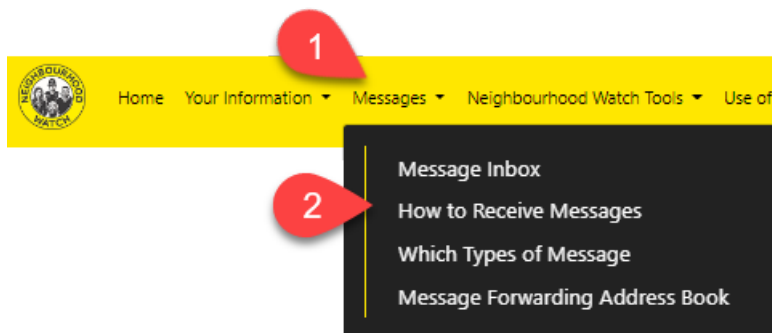 1
NEIGHBOURHOOD
WATCH
Home Your Information Messages Neighbourhood Watch Tools Use of
Message Inbox
2
How to Receive Messages
Which Types of Message
Message Forwarding Address Book